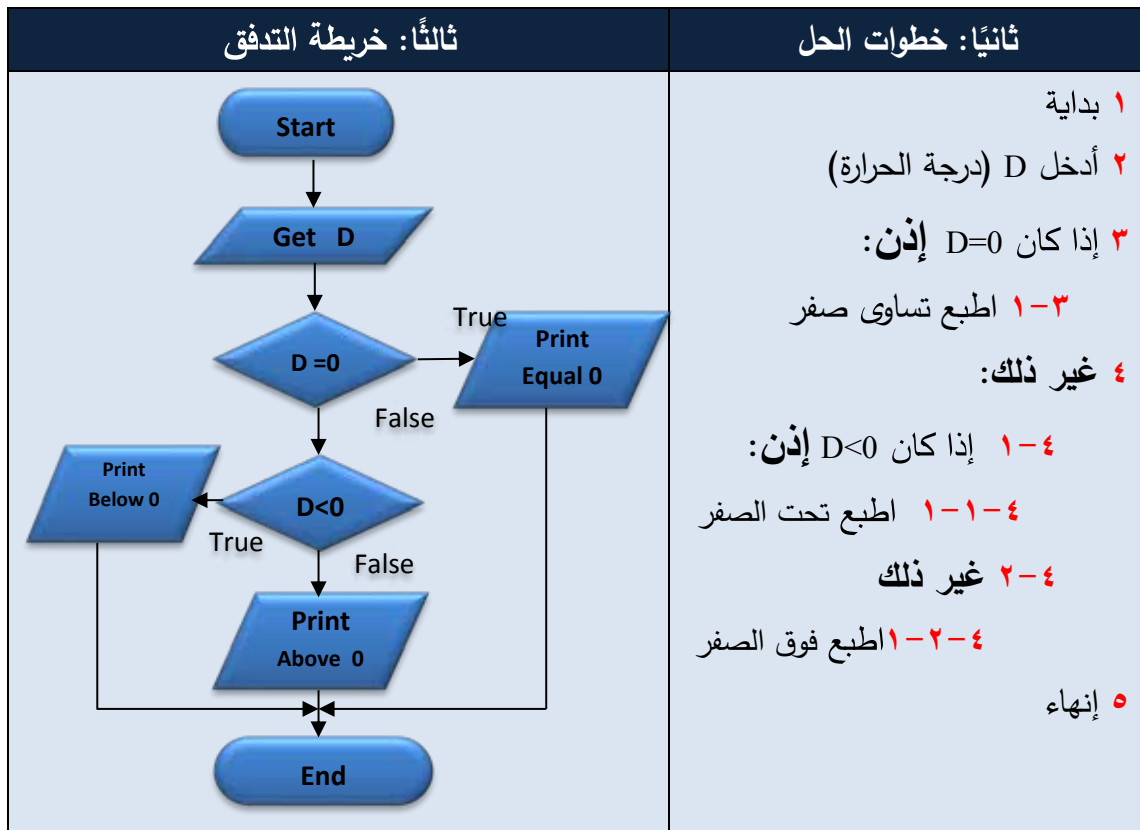 ثانيًا: خطوات الحل
١ بداية
٢ أدخل D (درجة الحرارة)
٣ إذا كان D=0 إذن:
٣-١ اطبع تساوى صفر
٤ غير ذلك:
٤-١ إذا كان D<0 إذن:
٤-١-١ اطبع تحت الصفر
٤-٢ غير ذلك
٤-٢-١اطبع فوق الصفر
٥ إنهاء
ثالثًا: خريطة التدفق
Start
Get D
D =0
True
Print
Equal 0
False
D<0
True
Print
Below 0
False
Print
Above 0
End